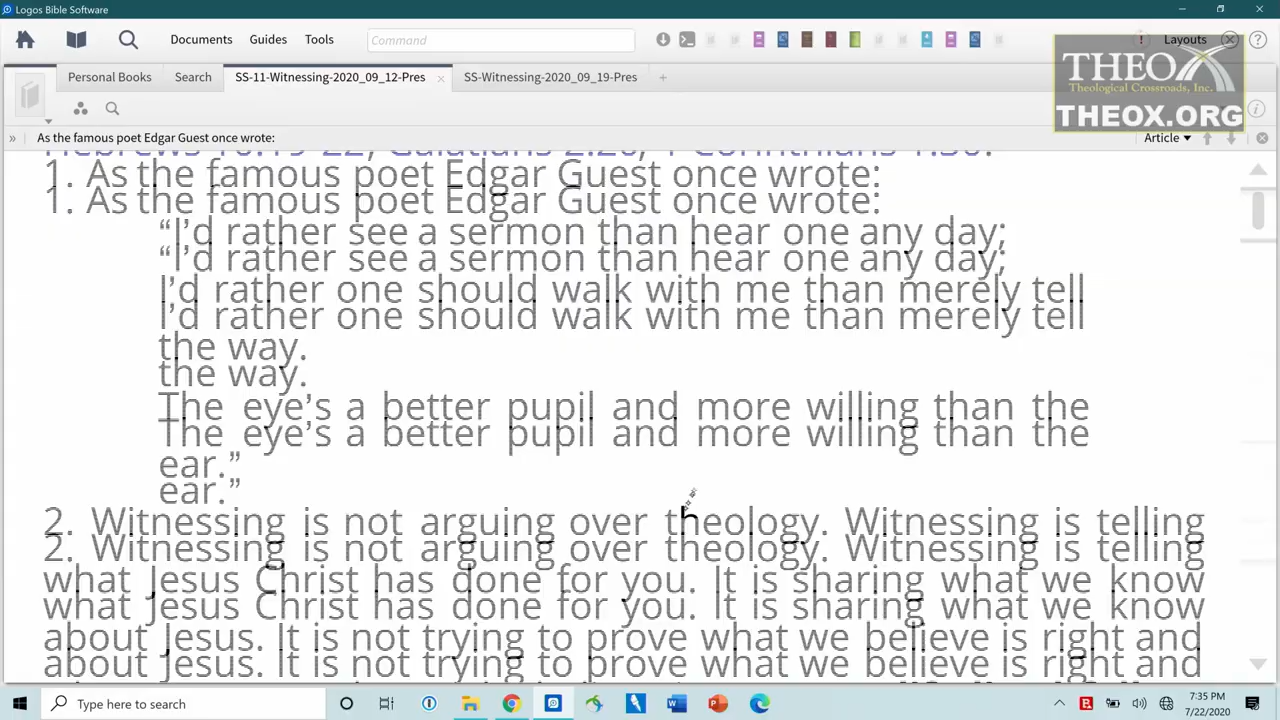 Logos Bible Software
Documents Guides Tools Command Layouts
THEOX
Theological Crossroads, Inc.
THEOX.ORG
Personal Books Search SS-11-Witnessing-2020_09_12-Pres SS-Witnessing-2020_09_19-Pres
As the famous poet Edgar Guest once wrote: Article
1. As the famous poet Edgar Guest once wrote:
1. As the famous poet Edgar Guest once wrote:
“I’d rather see a sermon than hear one any day;
“I’d rather see a sermon than hear one any day;
I’d rather one should walk with me than merely tell
I’d rather one should walk with me than merely tell
the way.
the way.
The eye’s a better pupil and more willing than the
The eye’s a better pupil and more willing than the
ear.”
ear.”
2. Witnessing is not arguing over theology. Witnessing is telling
2. Witnessing is not arguing over theology. Witnessing is telling
what Jesus Christ has done for you. It is sharing what we know
what Jesus Christ has done for you. It is sharing what we know
about Jesus. It is not trying to prove what we believe is right and
about Jesus. It is not trying to prove what we believe is right and
Type here to search
7:35 PM
7/22/2020